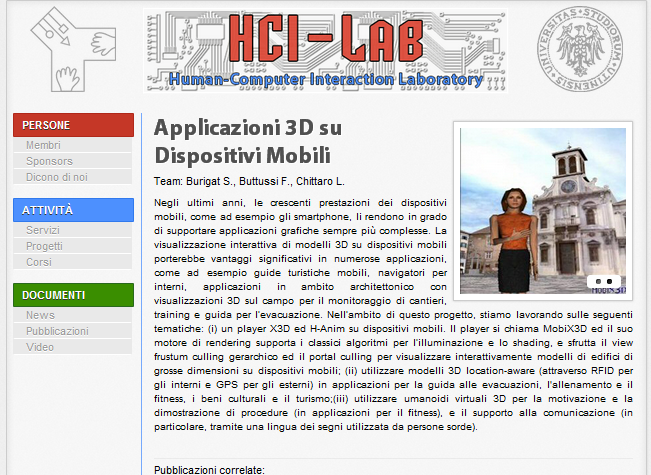 HCI-LAB
Human-Computer Interaction Laboratory
UNIVERSITAS STUDIORUM UTINENSIS
PERSONE
Membri
Sponsors
Dicono di noi
ATTIVITÀ
Servizi
Progetti
Corsi
DOCUMENTI
News
Pubblicazioni
Video
Applicazioni 3D su
Dispositivi Mobili
Team: Burigat S., Buttussi F., Chittaro L.
Negli ultimi anni, le crescenti prestazioni dei dispositivi
mobili, come ad esempio gli smartphone, li rendono in grado
di supportare applicazioni grafiche sempre più complesse. La
visualizzazione interattiva di modelli 3D su dispositivi mobili
porterebbe vantaggi significativi in numerose applicazioni,
come ad esempio guide turistiche mobili, navigatori per
interni, applicazioni in ambito architettonico con
visualizzazioni 3D sul campo per il monitoraggio di cantieri,
training e guida per l'evacuazione. Nell'ambito di questo progetto, stiamo lavorando sulle seguenti
tematiche: (i) un player X3D ed H-Anim su dispositivi mobili. Il player si chiama MobiX3D ed il suo
motore di rendering supporta i classici algoritmi per l'illuminazione e lo shading, e sfrutta il view
frustum culling gerarchico ed il portal culling per visualizzare interattivamente modelli di edifici di
grosse dimensioni su dispositivi mobili; (ii) utilizzare modelli 3D location-aware (attraverso RFID per
gli interni e GPS per gli esterni) in applicazioni per la guida alle evacuazioni, l'allenamento e il
fitness, i beni culturali e il turismo;(iii) utilizzare umanoidi virtuali 3D per la motivazione e la
dimostrazione di procedure (in applicazioni per il fitness), e il supporto alla comunicazione (in
particolare, tramite una lingua dei segni utilizzata da persone sorde).
Pubblicazioni correlate: